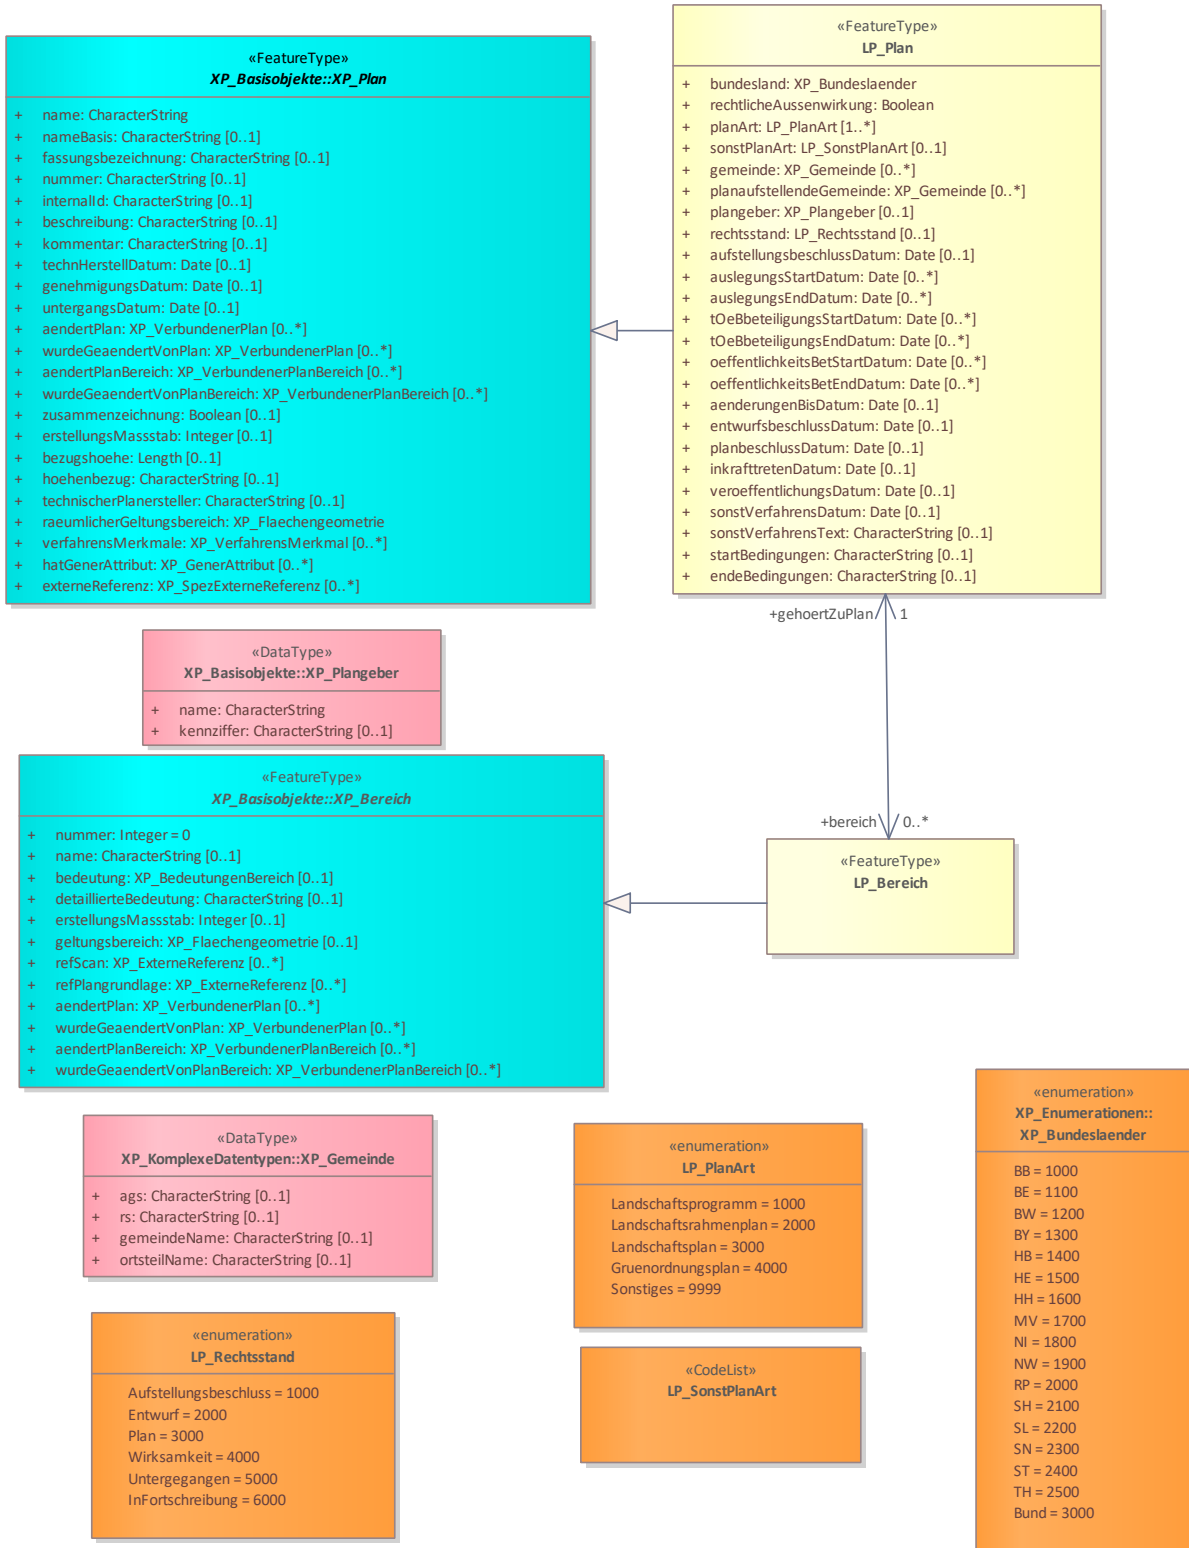 «FeatureType»
XP_Basisobjekte::XP_Plan
+ name: CharacterString
+ nameBasis: CharacterString [0..1]
+ fassungsbezeichnung: CharacterString [0..1]
+ nummer: CharacterString [0..1]
+ internalId: CharacterString [0..1]
+ beschreibung: CharacterString [0..1]
+ kommentar: CharacterString [0..1]
+ technHerstellDatum: Date [0..1]
+ genehmigungsDatum: Date [0..1]
+ untergangsDatum: Date [0..1]
+ aendertPlan: XP_VerbundenerPlan [0..*]
+ wurdeGeaendertVonPlan: XP_VerbundenerPlan [0..*]
+ aendertPlanBereich: XP_VerbundenerPlanBereich [0..*]
+ wurdeGeaendertVonPlanBereich: XP_VerbundenerPlanBereich [0..*]
+ zusammenzeichnung: Boolean [0..1]
+ erstellungsMassstab: Integer [0..1]
+ bezugshoehe: Length [0..1]
+ hoehenbezug: CharacterString [0..1]
+ technischerPlanersteller: CharacterString [0..1]
+ raeumlicherGeltungsbereich: XP_Flaechengeometrie
+ verfahrensMerkmale: XP_VerfahrensMerkmal [0..*]
+ hatGenerAttribut: XP_GenerAttribut [0..*]
+ externeReferenz: XP_SpezExterneReferenz [0..*]
«FeatureType»
LP_Plan
+ bundesland: XP_Bundeslaender
+ rechtlicheAussenwirkung: Boolean
+ planArt: LP_PlanArt [1..*]
+ sonstPlanArt: LP_SonstPlanArt [0..1]
+ gemeinde: XP_Gemeinde [0..*]
+ planaufstellendeGemeinde: XP_Gemeinde [0..*]
+ plangeber: XP_Plangeber [0..1]
+ rechtsstand: LP_Rechtsstand [0..1]
+ aufstellungsbeschlussDatum: Date [0..1]
+ auslegungsStartDatum: Date [0..*]
+ auslegungsEndDatum: Date [0..*]
+ tOeBbeteiligungsStartDatum: Date [0..*]
+ tOeBbeteiligungsEndDatum: Date [0..*]
+ oeffentlichkeitsBetStartDatum: Date [0..*]
+ oeffentlichkeitsBetEndDatum: Date [0..*]
+ aenderungenBisDatum: Date [0..1]
+ entwurfsbeschlussDatum: Date [0..1]
+ planbeschlussDatum: Date [0..1]
+ inkrafttretenDatum: Date [0..1]
+ veroeffentlichungsDatum: Date [0..1]
+ sonstVerfahrensDatum: Date [0..1]
+ sonstVerfahrensText: CharacterString [0..1]
+ startBedingungen: CharacterString [0..1]
+ endeBedingungen: CharacterString [0..1]
+gehoertZuPlan 1
«DataType»
XP_Basisobjekte::XP_Plangeber
+ name: CharacterString
+ kennziffer: CharacterString [0..1]
«FeatureType»
XP_Basisobjekte::XP_Bereich
+ nummer: Integer = 0
+ name: CharacterString [0..1]
+ bedeutung: XP_BedeutungenBereich [0..1]
+ detaillierteBedeutung: CharacterString [0..1]
+ erstellungsMassstab: Integer [0..1]
+ geltungsbereich: XP_Flaechengeometrie [0..1]
+ refScan: XP_ExterneReferenz [0..*]
+ refPlangrundlage: XP_ExterneReferenz [0..*]
+ aendertPlan: XP_VerbundenerPlan [0..*]
+ wurdeGeaendertVonPlan: XP_VerbundenerPlan [0..*]
+ aendertPlanBereich: XP_VerbundenerPlanBereich [0..*]
+ wurdeGeaendertVonPlanBereich: XP_VerbundenerPlanBereich [0..*]
+bereich 0..*
«FeatureType»
LP_Bereich
«DataType»
XP_KomplexeDatentypen::XP_Gemeinde
+ ags: CharacterString [0..1]
+ rs: CharacterString [0..1]
+ gemeindeName: CharacterString [0..1]
+ ortsteilName: CharacterString [0..1]
«enumeration»
LP_PlanArt
Landschaftsprogramm = 1000
Landschaftsrahmenplan = 2000
Landschaftsplan = 3000
Gruenordnungsplan = 4000
Sonstiges = 9999
«enumeration»
XP_Enumerationen::
XP_Bundeslaender
BB = 1000
BE = 1100
BW = 1200
BY = 1300
HB = 1400
HE = 1500
HH = 1600
MV = 1700
NI = 1800
NW = 1900
RP = 2000
SH = 2100
SL = 2200
SN = 2300
ST = 2400
TH = 2500
Bund = 3000
«enumeration»
LP_Rechtsstand
Aufstellungsbeschluss = 1000
Entwurf = 2000
Plan = 3000
Wirksamkeit = 4000
Untergegangen = 5000
InFortschreibung = 6000
«CodeList»
LP_SonstPlanArt